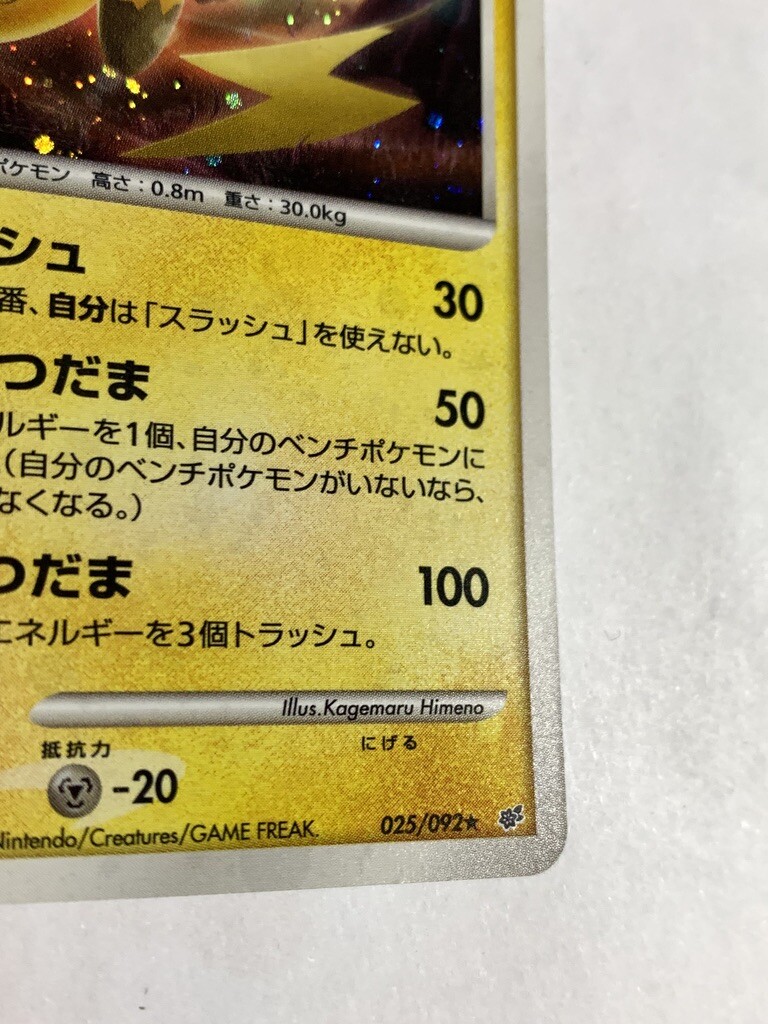 ポケモン 高さ：0.8m 重さ：30.0kg
シュ 30
番、自分は「スラッシュ」を使えない。
つだま 50
ルギーを1個、自分のベンチポケモンに
（自分のベンチポケモンがいないなら、
なくなる。）
つだま 100
エネルギーを3個トラッシュ。
Illus.Kagemaru Himeno
抵抗力 にげる
-20
Nintendo/Creatures/GAME FREAK. 025/092★